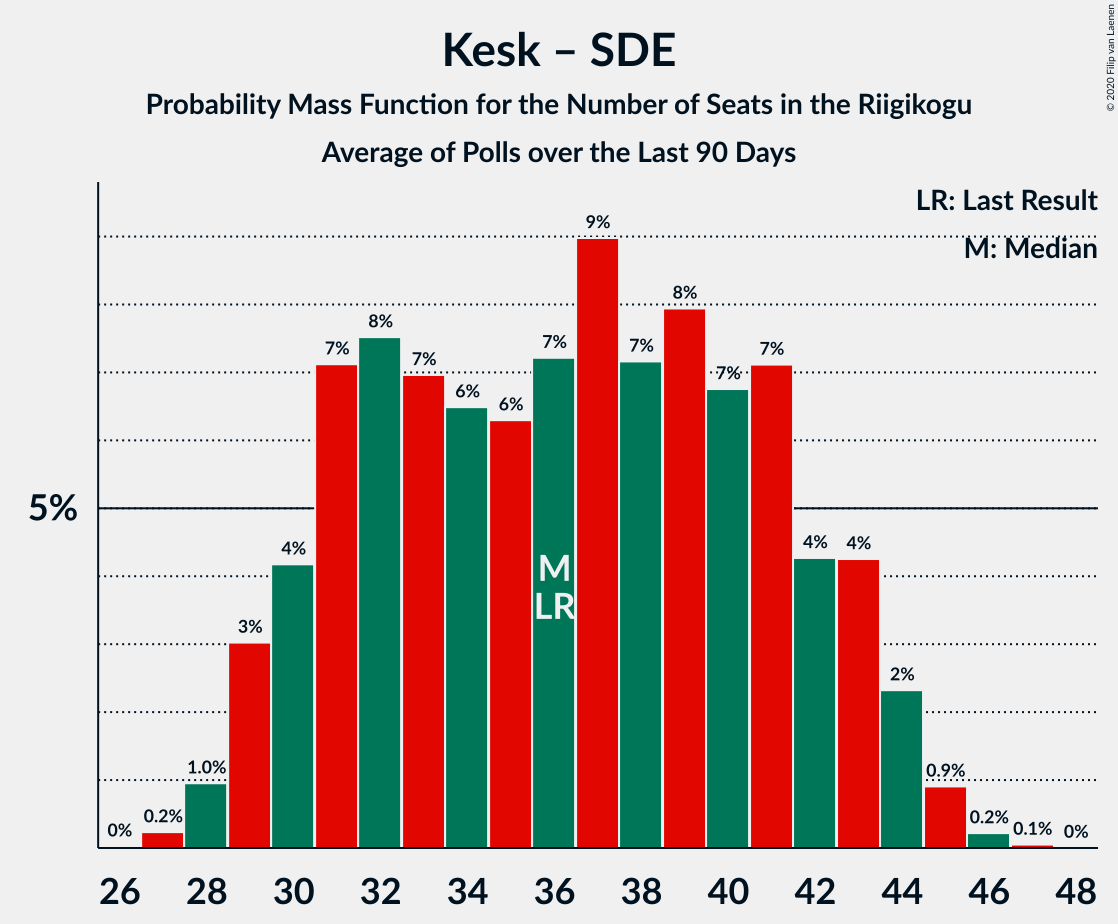 Kesk – SDE
Probability Mass Function for the Number of Seats in the Riigikogu
Average of Polls over the Last 90 Days
© 2020 Filip van Laenen
LR: Last Result
M: Median
5%
0%
0.2%
1.0%
3%
4%
7%
8%
7%
6%
6%
7%
9%
7%
8%
7%
7%
4%
4%
2%
0.9%
0.2%
0.1%
0%
M
LR
26 28 30 32 34 36 38 40 42 44 46 48